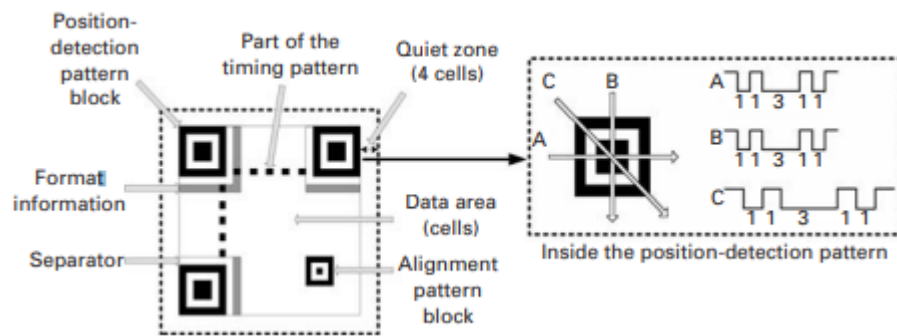 Position-
detection
pattern
block
Part of the
timing pattern
Quiet zone
(4 cells)
Format
information
Separator
Data area
(cells)
Alignment
pattern
block
C
B
A
A
1 1 3 1 1
B
1 1 3 1 1
C
1 1 3 1 1
Inside the position-detection pattern